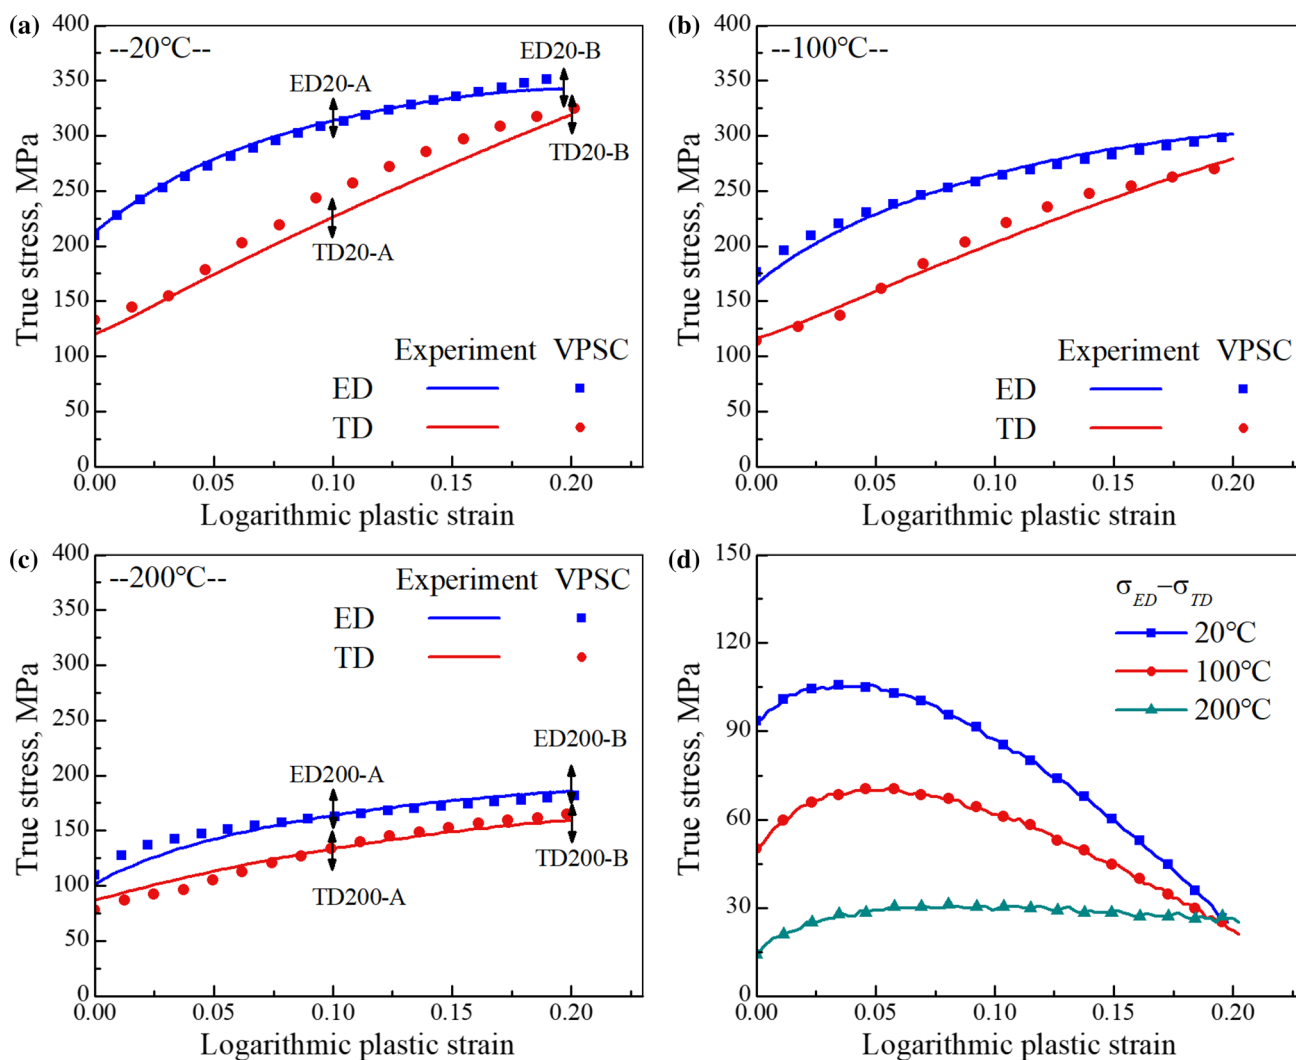 (a)
--20℃--
400
350
300
250
200
150
100
50
0
True stress, MPa
ED20-A
ED20-B
TD20-A
TD20-B
Experiment VPSC
ED
TD
0.00 0.05 0.10 0.15 0.20
Logarithmic plastic strain
(b)
--100℃--
400
350
300
250
200
150
100
50
0
True stress, MPa
Experiment VPSC
ED
TD
0.00 0.05 0.10 0.15 0.20
Logarithmic plastic strain
(c)
--200℃--
400
350
300
250
200
150
100
50
0
True stress, MPa
Experiment VPSC
ED
TD
ED200-A
ED200-B
TD200-A
TD200-B
0.00 0.05 0.10 0.15 0.20
Logarithmic plastic strain
(d)
150
120
90
60
30
0
True stress, MPa
σED−σTD
20℃
100℃
200℃
0.00 0.05 0.10 0.15 0.20
Logarithmic plastic strain